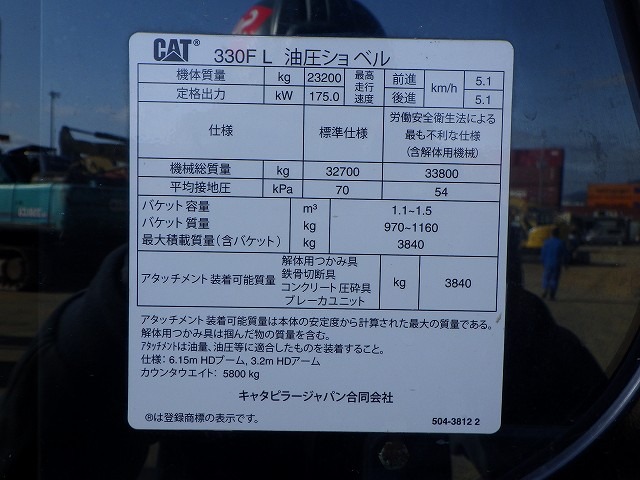 CAT® 330F L 油圧ショベル
機体質量 kg 23200 最高走行速度 前進 km/h 5.1
定格出力 kW 175.0 後進 5.1
仕様 標準仕様 労働安全衛生法による
最も不利な仕様
(含解体用機械)
機械総質量 kg 32700 33800
平均接地圧 kPa 70 54
バケット容量 m³ 1.1~1.5
バケット質量 kg 970~1160
最大積載質量(含バケット) kg 3840
アタッチメント装着可能質量 解体用つかみ具 kg 3840
鉄骨切断具
コンクリート圧砕具
ブレーカユニット
アタッチメント装着可能質量は本体の安定度から計算された最大の質量である。
解体用つかみ具は掴んだ物の質量を含む。
アタッチメントは油量、油圧等に適合したものを装着すること。
仕様: 6.15m HDブーム, 3.2m HDアーム
カウンタウエイト: 5800 kg
キャタピラージャパン合同会社
®は登録商標の表示です。
504-3812 2